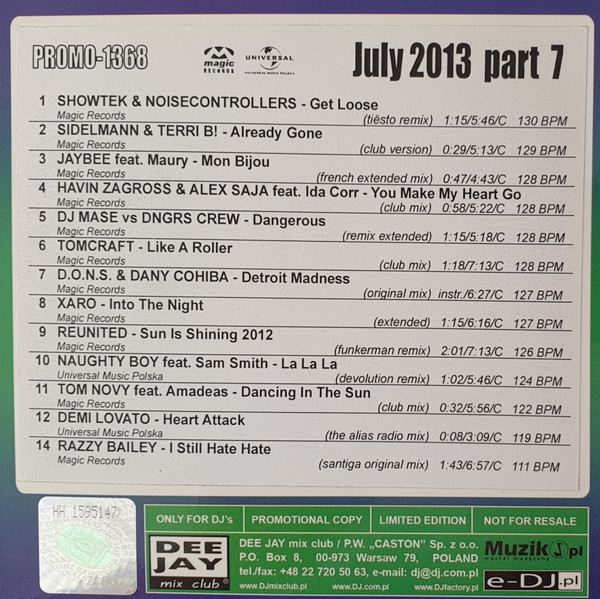 PROMO-1368 magic RECORDS UNIVERSAL UNIVERSAL MUSIC POLSKA July 2013 part 7
1 SHOWTEK & NOISECONTROLLERS - Get Loose
Magic Records (tiësto remix) 1:15/5:46/C 130 BPM
2 SIDELMANN & TERRI B! - Already Gone
Magic Records (club version) 0:29/5:13/C 129 BPM
3 JAYBEE feat. Maury - Mon Bijou
Magic Records (french extended mix) 0:47/4:43/C 128 BPM
4 HAVIN ZAGROSS & ALEX SAJA feat. Ida Corr - You Make My Heart Go
Magic Records (club mix) 0:58/5:22/C 128 BPM
5 DJ MASE vs DNGRS CREW - Dangerous
Magic Records (remix extended) 1:15/5:18/C 128 BPM
6 TOMCRAFT - Like A Roller
Magic Records (club mix) 1:18/7:13/C 128 BPM
7 D.O.N.S. & DANY COHIBA - Detroit Madness
Magic Records (original mix) instr./6:27/C 127 BPM
8 XARO - Into The Night
Magic Records (extended) 1:15/6:16/C 127 BPM
9 REUNITED - Sun Is Shining 2012
Magic Records (funkerman remix) 2:01/7:13/C 126 BPM
10 NAUGHTY BOY feat. Sam Smith - La La La
Universal Music Polska (devolution remix) 1:02/5:46/C 124 BPM
11 TOM NOVY feat. Amadeas - Dancing In The Sun
Magic Records (club mix) 0:32/5:56/C 122 BPM
12 DEMI LOVATO - Heart Attack
Universal Music Polska (the alias radio mix) 0:08/3:09/C 119 BPM
14 RAZZY BAILEY - I Still Hate Hate
Magic Records (santiga original mix) 1:43/6:57/C 111 BPM
HH 1595147
ONLY FOR DJ's PROMOTIONAL COPY LIMITED EDITION NOT FOR RESALE
DEE JAY mix club®
DEE JAY mix club / P.W. „CASTON" Sp. z o.o.
P.O. Box 8, 00-973 Warsaw 79, POLAND
tel./fax: +48 22 720 50 63, e-mail: dj@dj.com.pl
www.DJmixclub.pl www.DJfactory.pl
Muzik.pl
e-DJ.pl